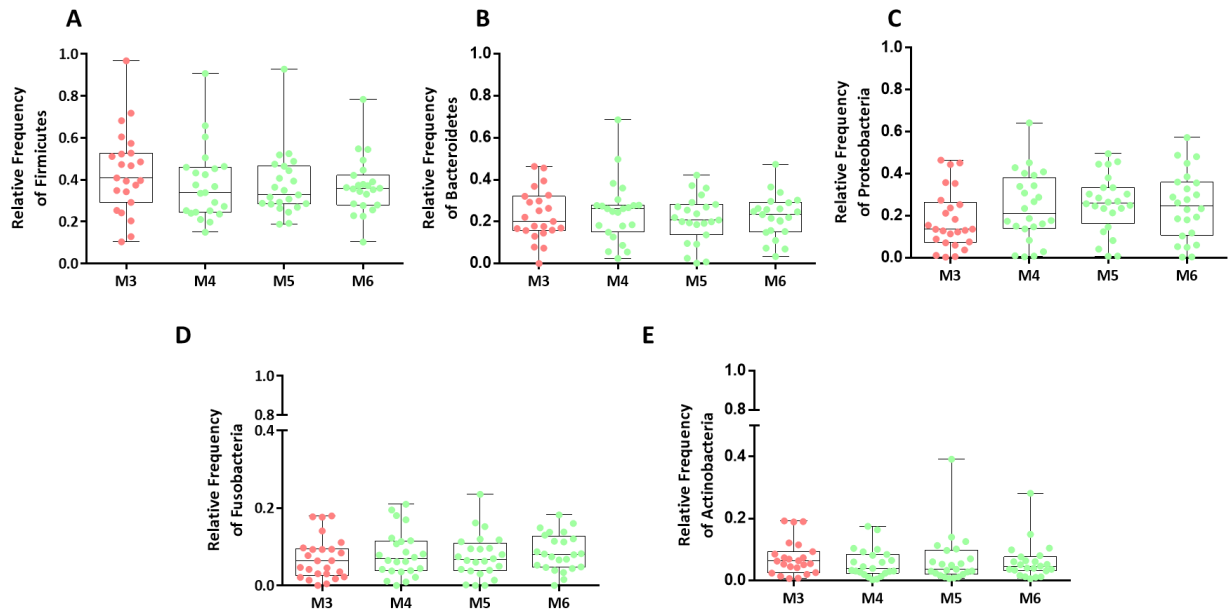 A
Relative Frequency
of Firmicutes
1.0
0.8
0.6
0.4
0.2
0.0
M3 M4 M5 M6
B
Relative Frequency
of Bacteroidetes
1.0
0.8
0.6
0.4
0.2
0.0
M3 M4 M5 M6
C
Relative Frequency
of Proteobacteria
1.0
0.8
0.6
0.4
0.2
0.0
M3 M4 M5 M6
D
Relative Frequency
of Fusobacteria
1.0
0.8
0.4
0.2
0.0
M3 M4 M5 M6
E
Relative Frequency
of Actinobacteria
1.0
0.8
0.4
0.2
0.0
M3 M4 M5 M6